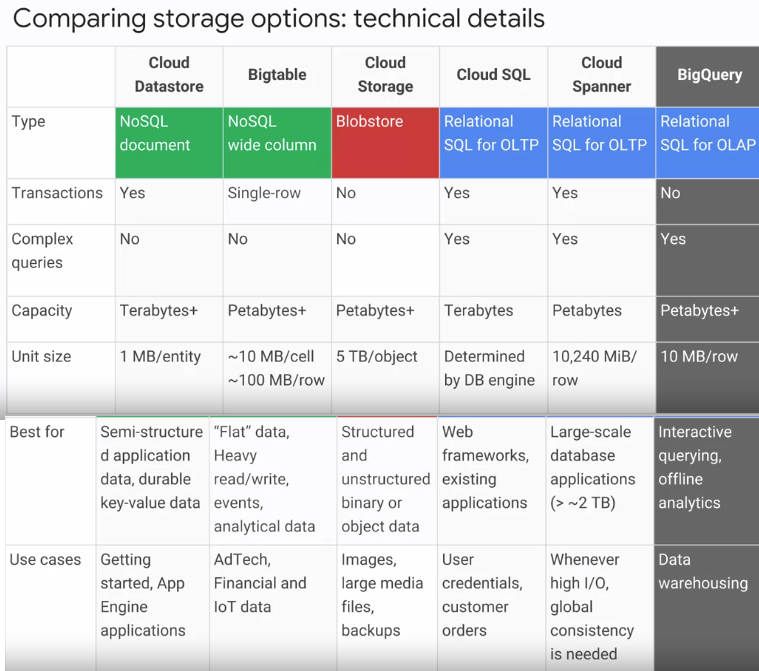 Comparing storage options: technical details
Cloud Datastore Bigtable Cloud Storage Cloud SQL Cloud Spanner BigQuery
Type
NoSQL document
NoSQL wide column
Blobstore
Relational SQL for OLTP
Relational SQL for OLTP
Relational SQL for OLAP
Transactions Yes Single-row No Yes Yes No
Complex queries No No No Yes Yes Yes
Capacity Terabytes+ Petabytes+ Petabytes+ Terabytes Petabytes Petabytes+
Unit size
1 MB/entity
~10 MB/cell
~100 MB/row
5 TB/object
Determined
by DB engine
10,240 MiB/
row
10 MB/row
Best for
Semi-structure
d application
data, durable
key-value data
“Flat” data,
Heavy
read/write,
events,
analytical data
Structured
and
unstructured
binary or
object data
Web
frameworks,
existing
applications
Large-scale
database
applications
(> ~2 TB)
Interactive
querying,
offline
analytics
Use cases
Getting
started, App
Engine
applications
AdTech,
Financial and
IoT data
Images,
large media
files,
backups
User
credentials,
customer
orders
Whenever
high I/O,
global
consistency
is needed
Data
warehousing